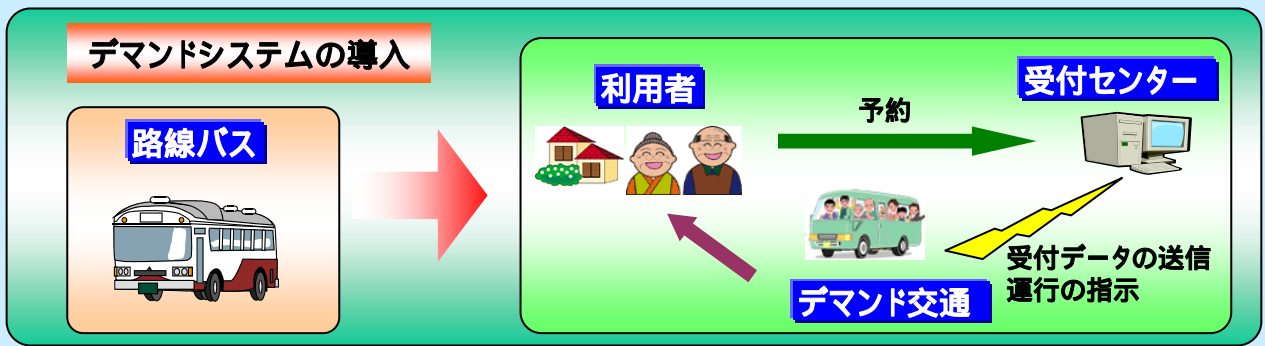 デマンドシステムの導入
路線バス
利用者
予約
受付センター
受付データの送信
運行の指示
デマンド交通